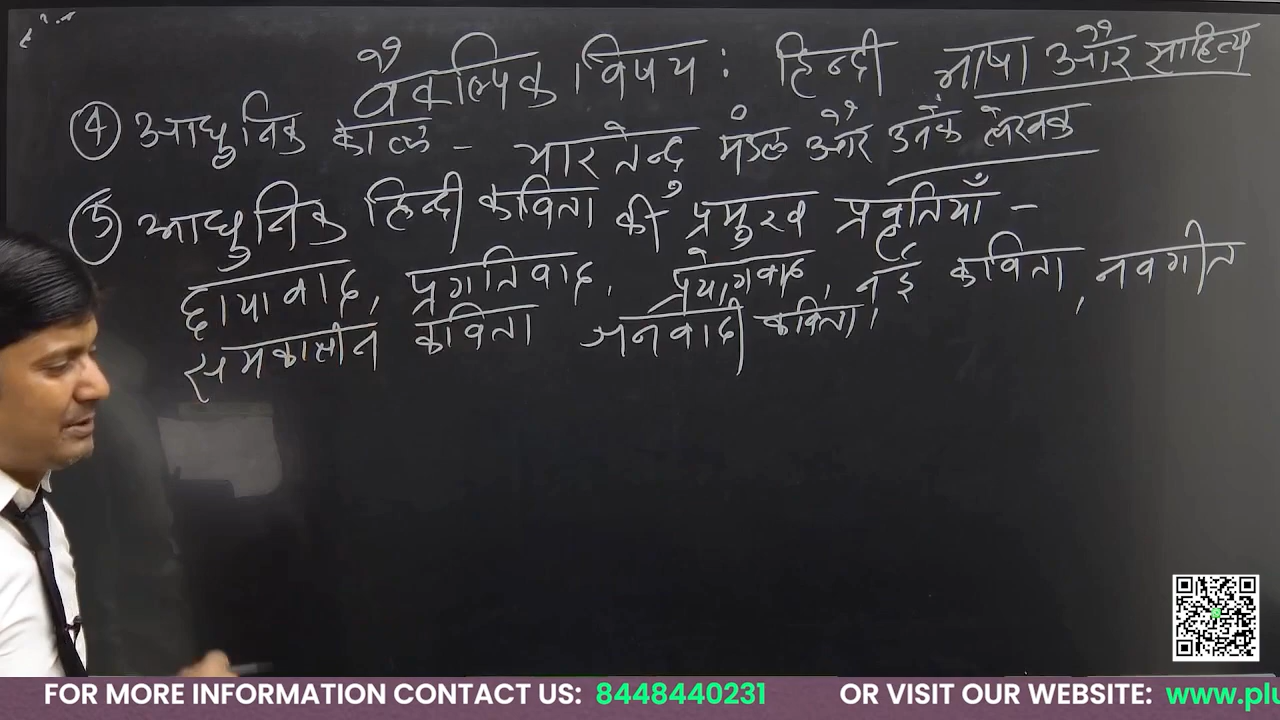 वैकल्पिक विषय : हिन्दी भाषा और साहित्य
④ आधुनिक काल - भारतेन्दु मंडल और उनके लेखक
⑤ आधुनिक हिन्दी कविता की प्रमुख प्रवृतियाँ -
छायावाद, प्रगतिवाद, प्रयोगवाद, नई कविता, नवगीत
समकालीन कविता जनवादी कविता,
FOR MORE INFORMATION CONTACT US: 8448440231 OR VISIT OUR WEBSITE: www.plu